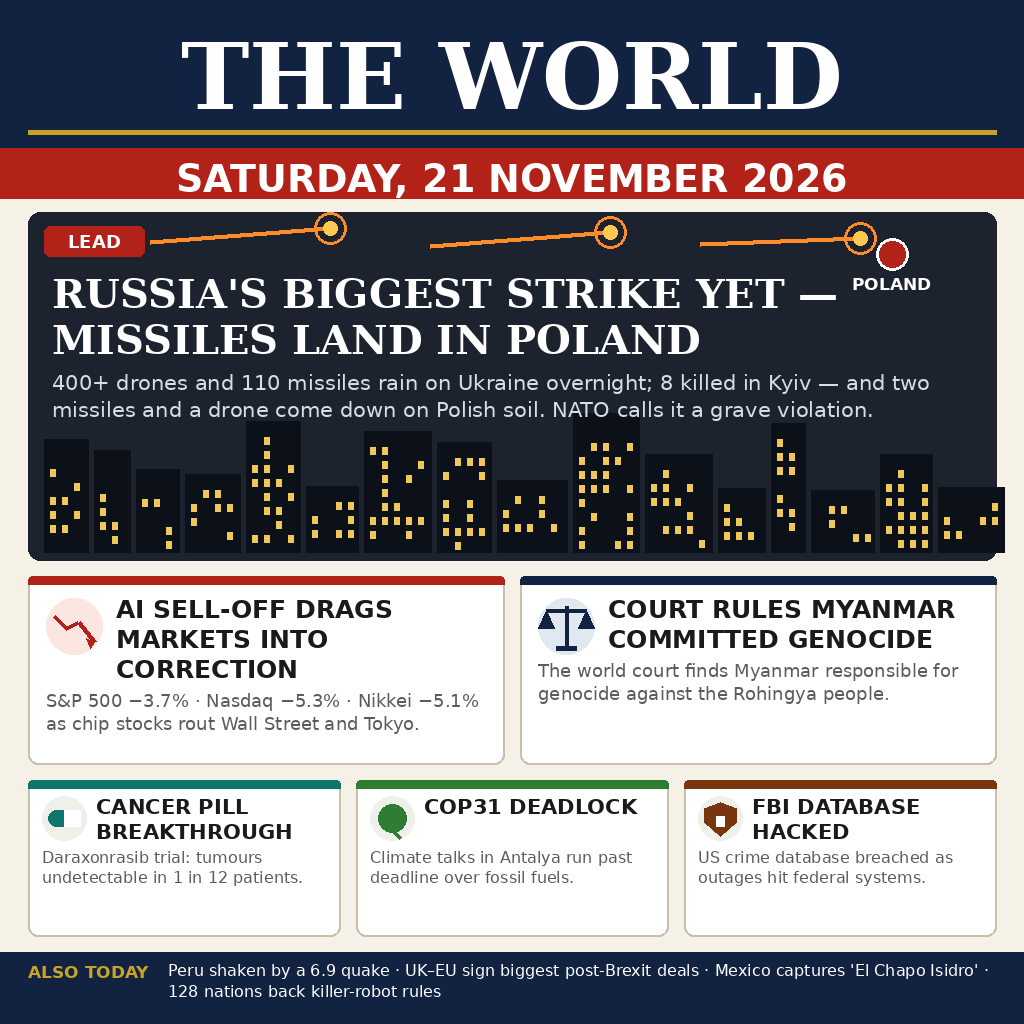 THE WORLD
SATURDAY, 21 NOVEMBER 2026
LEAD
POLAND
RUSSIA'S BIGGEST STRIKE YET —
MISSILES LAND IN POLAND
400+ drones and 110 missiles rain on Ukraine overnight; 8 killed in Kyiv — and two
missiles and a drone come down on Polish soil. NATO calls it a grave violation.
AI SELL-OFF DRAGS
MARKETS INTO
CORRECTION
S&P 500 −3.7% · Nasdaq −5.3% · Nikkei −5.1%
as chip stocks rout Wall Street and Tokyo.
COURT RULES MYANMAR
COMMITTED GENOCIDE
The world court finds Myanmar responsible for
genocide against the Rohingya people.
CANCER PILL
BREAKTHROUGH
Daraxonrasib trial: tumours
undetectable in 1 in 12 patients.
COP31 DEADLOCK
Climate talks in Antalya run past
deadline over fossil fuels.
FBI DATABASE
HACKED
US crime database breached as
outages hit federal systems.
ALSO TODAY
Peru shaken by a 6.9 quake · UK–EU sign biggest post-Brexit deals · Mexico captures 'El Chapo Isidro' ·
128 nations back killer-robot rules